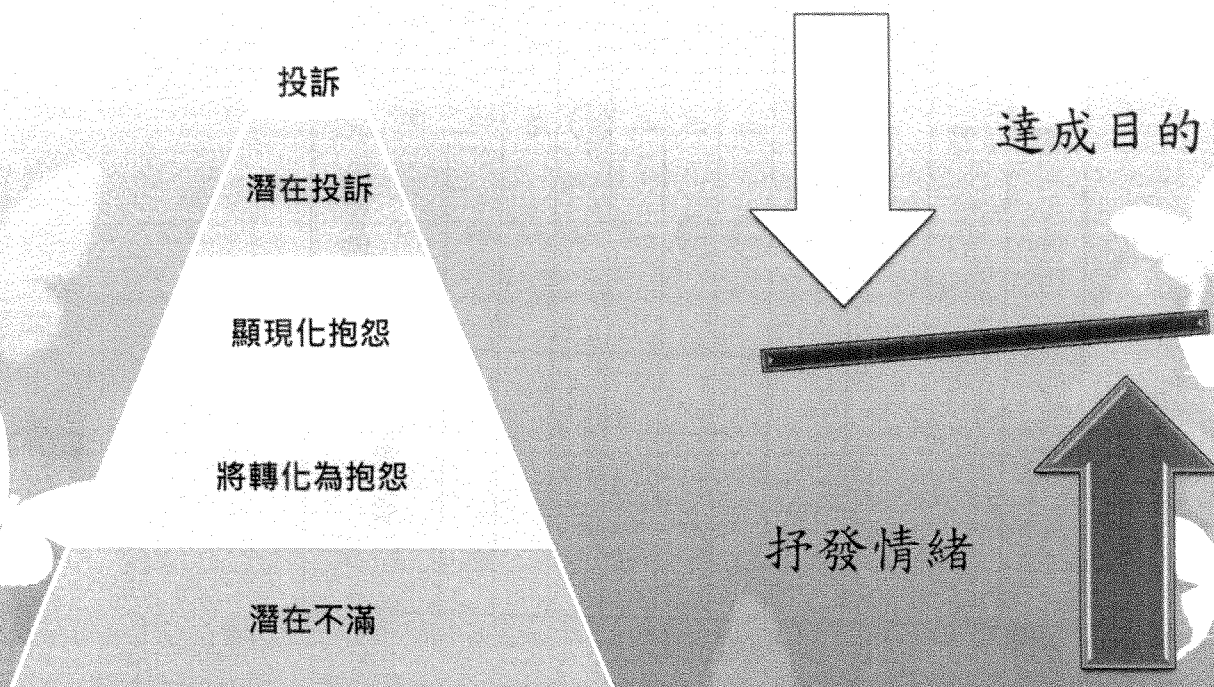 投訴
潛在投訴
顯現化抱怨
將轉化為抱怨
潛在不滿
達成目的
抒發情緒